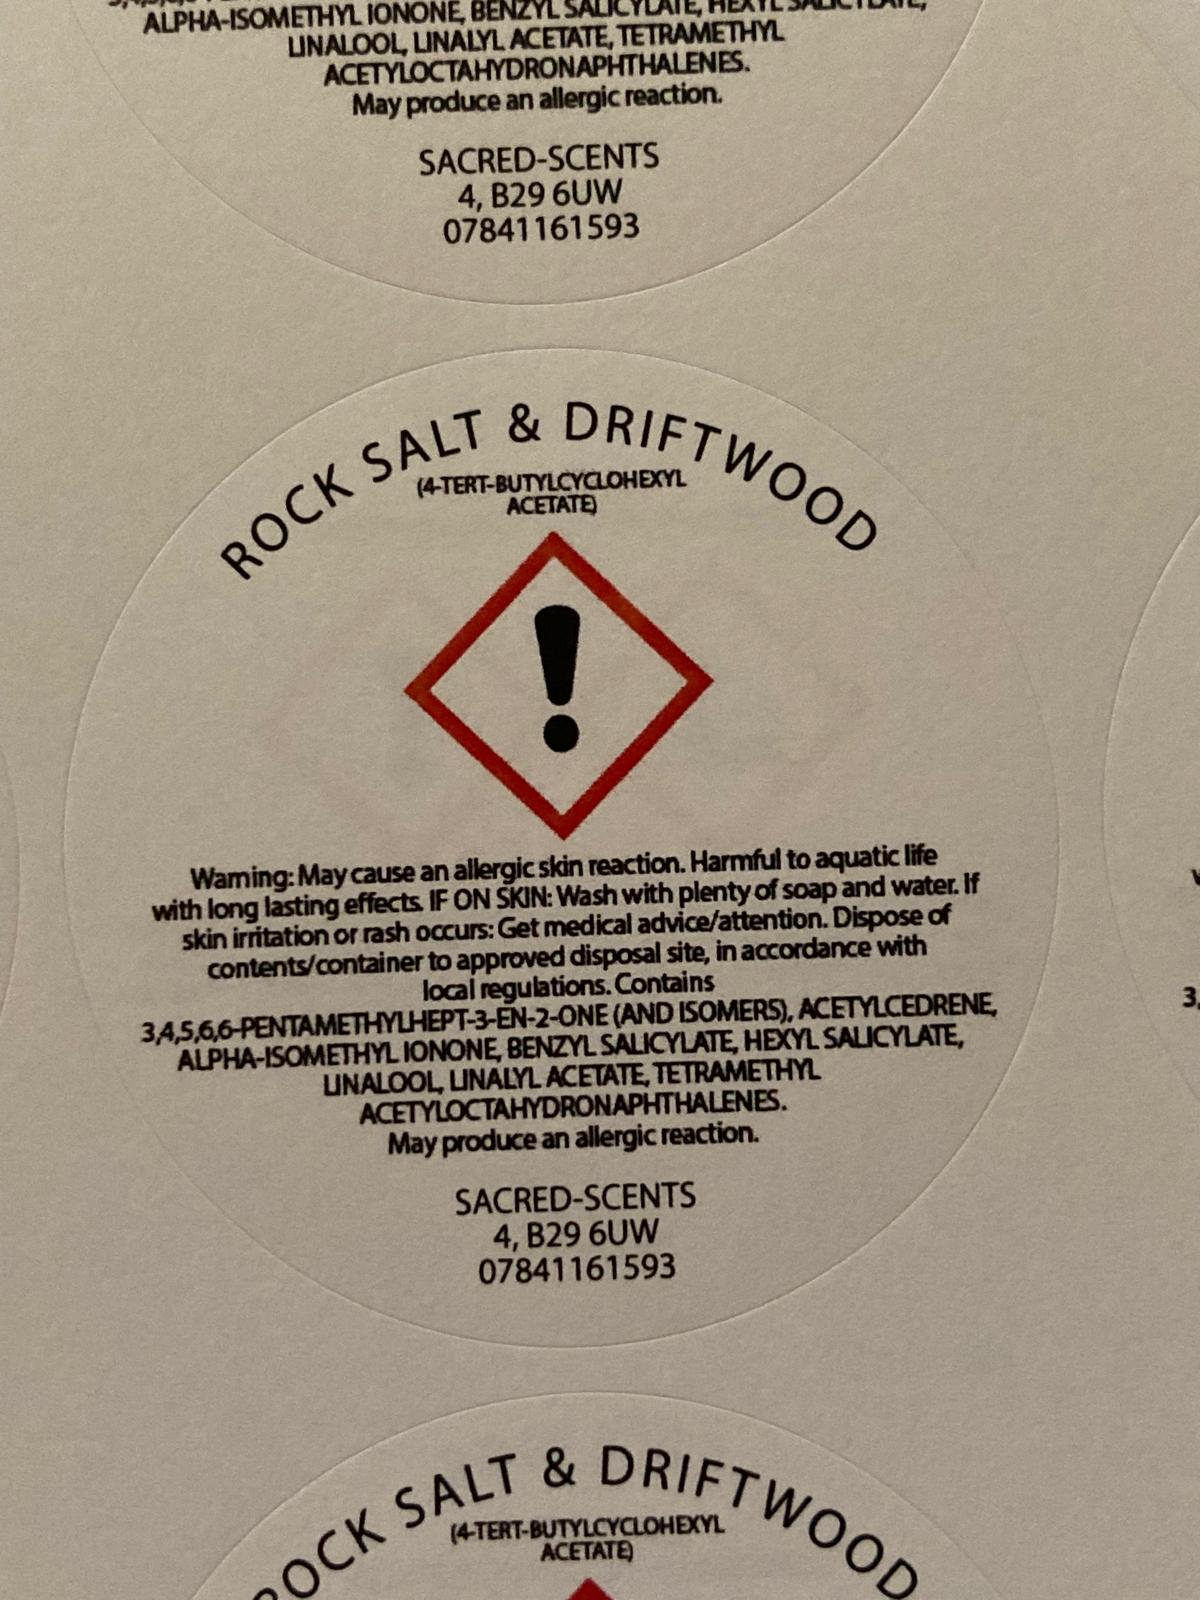 ALPHA-ISOMETHYL IONONE, BENZYL SALICYLATE, HEXYL SALICYLATE,
LINALOOL, LINALYL ACETATE, TETRAMETHYL
ACETYLOCTAHYDRONAPHTHALENES.
May produce an allergic reaction.
SACRED-SCENTS
4, B29 6UW
07841161593
ROCK SALT & DRIFTWOOD
(4-TERT-BUTYLCYCLOHEXYL
ACETATE)
Warning: May cause an allergic skin reaction. Harmful to aquatic life
with long lasting effects. IF ON SKIN: Wash with plenty of soap and water. If
skin irritation or rash occurs: Get medical advice/attention. Dispose of
contents/container to approved disposal site, in accordance with
local regulations. Contains
3,4,5,6,6-PENTAMETHYLHEPT-3-EN-2-ONE (AND ISOMERS), ACETYLCEDRENE,
ALPHA-ISOMETHYL IONONE, BENZYL SALICYLATE, HEXYL SALICYLATE,
LINALOOL, LINALYL ACETATE, TETRAMETHYL
ACETYLOCTAHYDRONAPHTHALENES.
May produce an allergic reaction.
SACRED-SCENTS
4, B29 6UW
07841161593
ROCK SALT & DRIFTWOOD
(4-TERT-BUTYLCYCLOHEXYL
ACETATE)